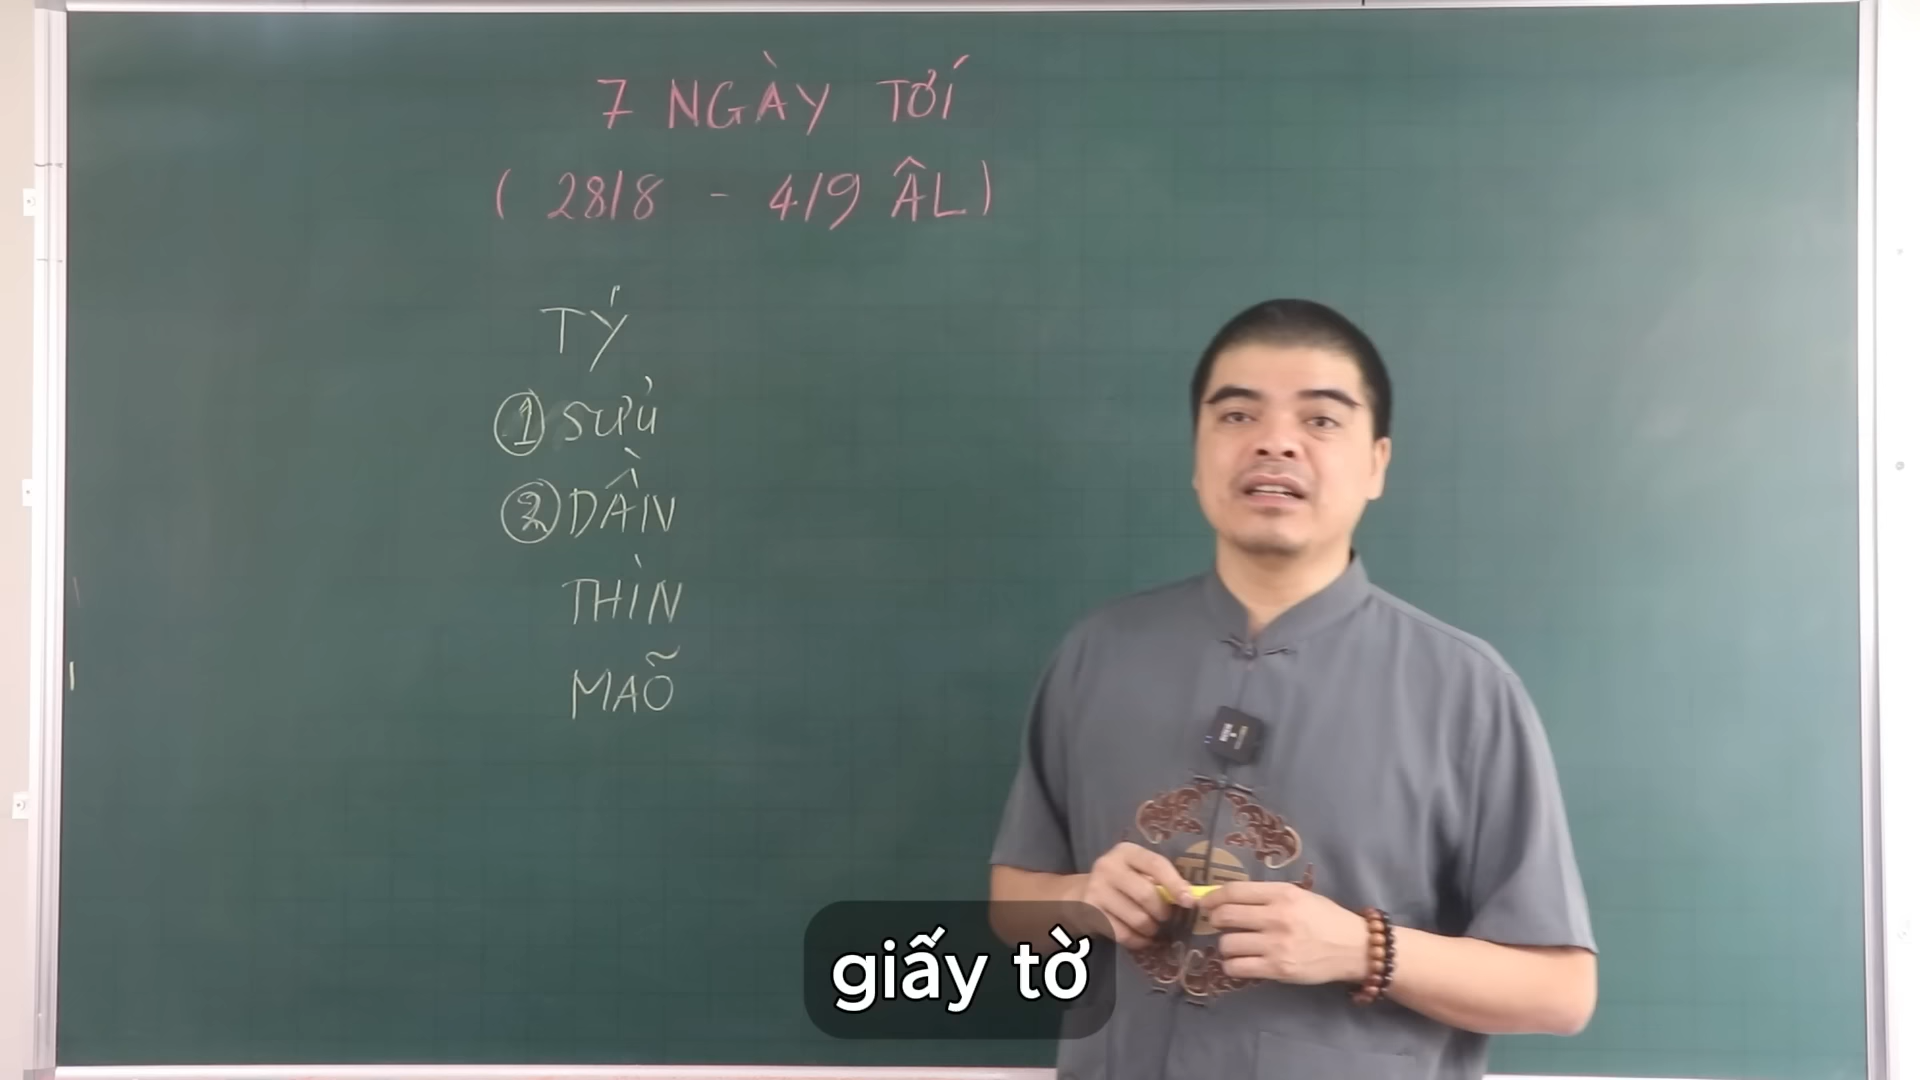 7 NGÀY TỚI
( 28/8 - 4/9 ÂL)
TÝ
① SỬU
② DẦN
THÌN
MÃO
giấy tờ